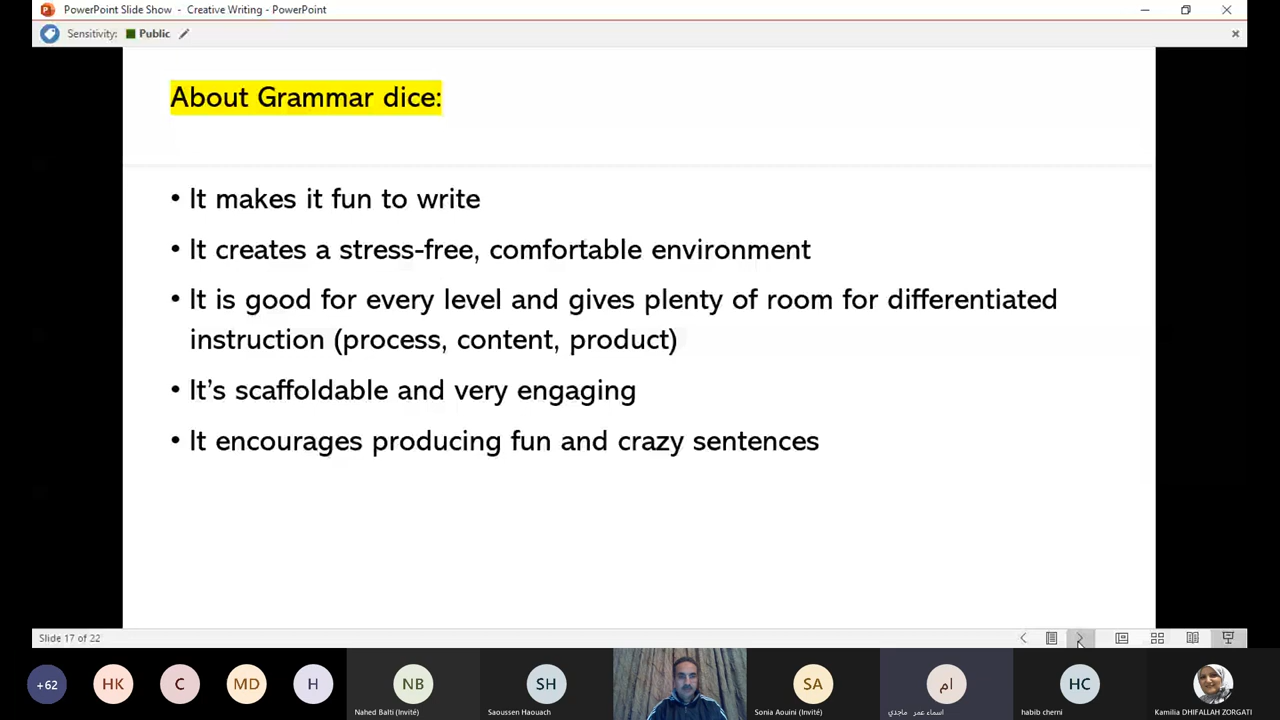 PowerPoint Slide Show - Creative Writing - PowerPoint
Sensitivity: Public
About Grammar dice:
• It makes it fun to write
• It creates a stress-free, comfortable environment
• It is good for every level and gives plenty of room for differentiated
instruction (process, content, product)
• It's scaffoldable and very engaging
• It encourages producing fun and crazy sentences
Slide 17 of 22
+62 HK C MD H NB SH SA ام HC
Nahed Balti (Invité) Saoussen Haouach Sonia Aouini (Invité) اسماء عمر ماجدي habib cherni Kamilia DHIFALLAH ZORGATI